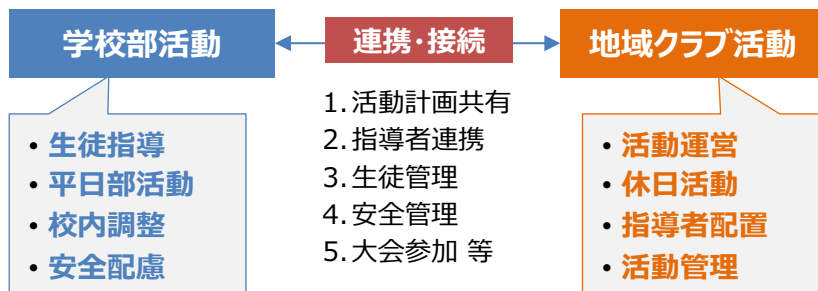 学校部活動
連携・接続
地域クラブ活動
• 生徒指導
• 平日部活動
• 校内調整
• 安全配慮
1.活動計画共有
2.指導者連携
3.生徒管理
4.安全管理
5.大会参加 等
• 活動運営
• 休日活動
• 指導者配置
• 活動管理